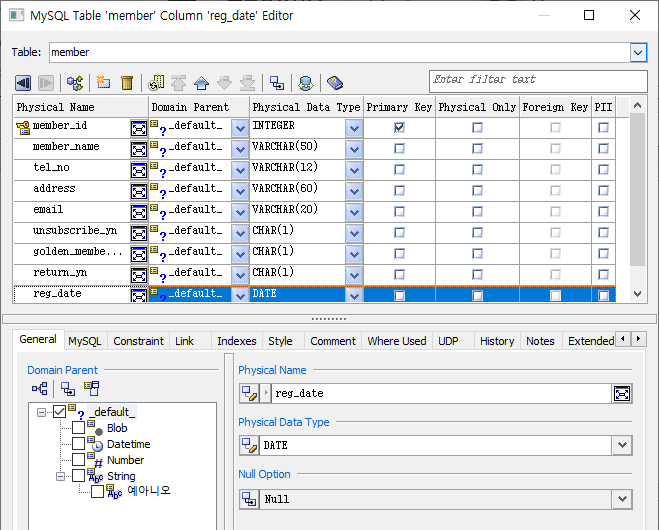 MySQL Table 'member' Column 'reg_date' Editor
Table: member
Enter filter text
Physical Name Domain Parent Physical Data Type Primary Key Physical Only Foreign Key PII
member_id _default_ INTEGER
member_name _default_ VARCHAR(50)
tel_no _default_ VARCHAR(12)
address _default_ VARCHAR(60)
email _default_ VARCHAR(20)
unsubscribe_yn _default_ CHAR(1)
golden_membe... _default_ CHAR(1)
return_yn _default_ CHAR(1)
reg_date _default_ DATE
General MySQL Constraint Link Indexes Style Comment Where Used UDP History Notes Extended
Domain Parent
_default_
Blob
Datetime
Number
String
예아니오
Physical Name
reg_date
Physical Data Type
DATE
Null Option
Null